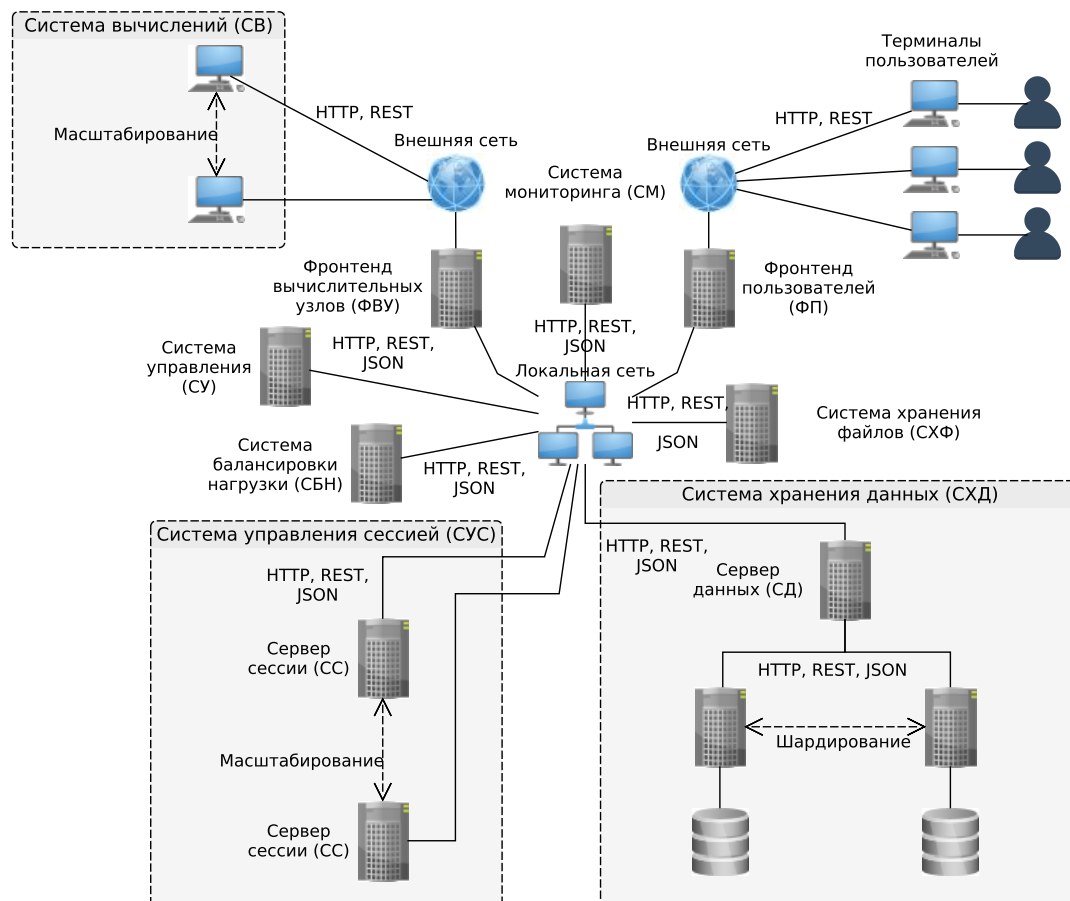 Система вычислений (СВ)
Масштабирование
HTTP, REST
Внешняя сеть
Терминалы
пользователей
HTTP, REST
Внешняя сеть
Система
мониторинга (СМ)
Фронтенд
вычислительных
узлов (ФВУ)
Фронтенд
пользователей
(ФП)
HTTP, REST,
JSON
Система
управления
(СУ)
HTTP, REST,
JSON
Локальная сеть
HTTP, REST,
JSON
Система хранения
файлов (СХФ)
Система
балансировки
нагрузки (СБН)
HTTP, REST,
JSON
Система управления сессией (СУС)
HTTP, REST,
JSON
Сервер
сессии (СС)
Масштабирование
Сервер
сессии (СС)
Система хранения данных (СХД)
HTTP, REST,
JSON
Сервер
данных (СД)
HTTP, REST, JSON
Шардирование